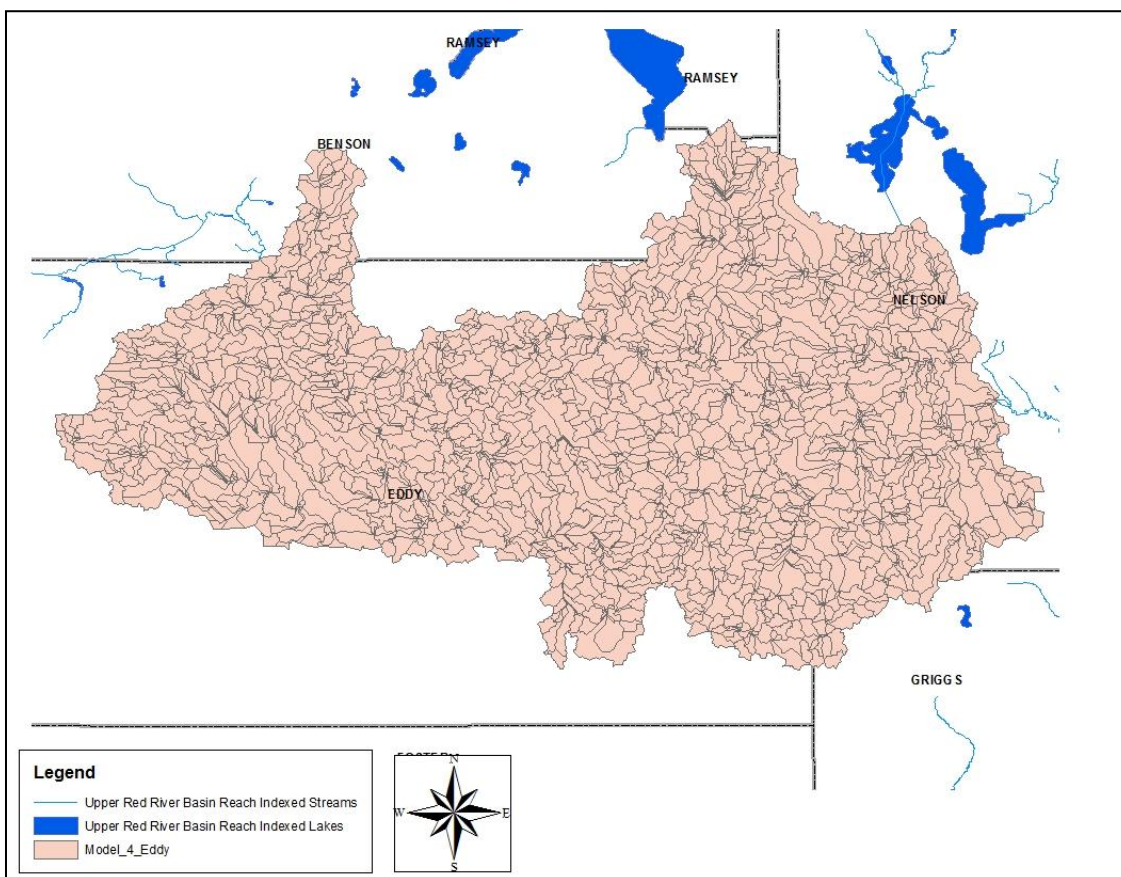 RAMSEY
RAMSEY
BENSON
NELSON
EDDY
GRIGGS
Legend
Upper Red River Basin Reach Indexed Streams
Upper Red River Basin Reach Indexed Lakes
Model_4_Eddy
N
W E
S